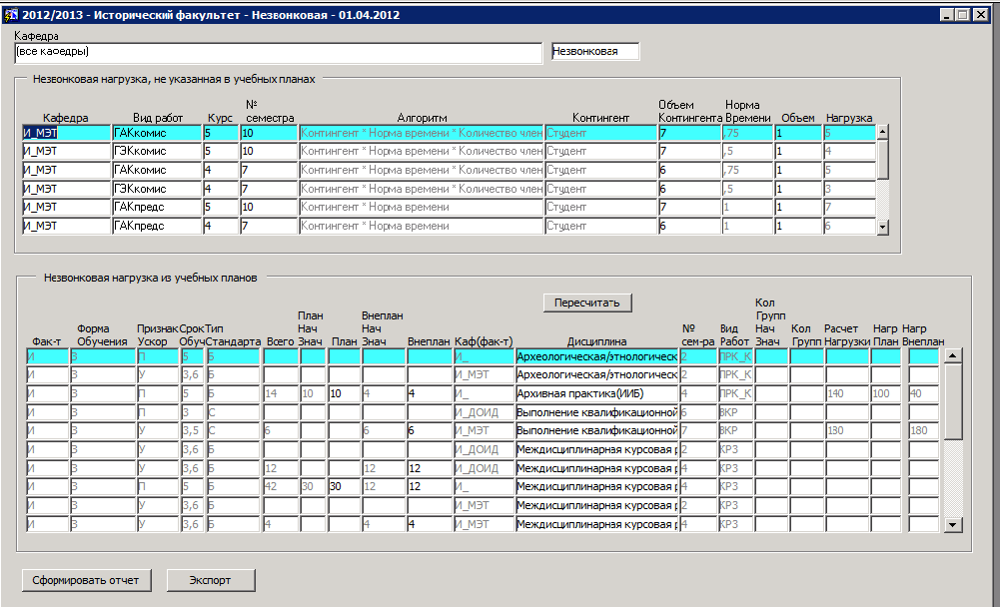 2012/2013 - Исторический факультет - Незвонковая - 01.04.2012
Кафедра
(все кафедры) Незвонковая
Незвонковая нагрузка, не указанная в учебных планах
Кафедра Вид работ Курс № семестра Алгоритм Контингент Объем Контингента Норма Времени Объем Нагрузка
И_МЭТ ГАКкомис 5 10 Контингент * Норма времени * Количество член Студент 7 ,75 1 5
И_МЭТ ГЭКкомис 5 10 Контингент * Норма времени * Количество член Студент 7 ,5 1 4
И_МЭТ ГАКкомис 4 7 Контингент * Норма времени * Количество член Студент 6 ,75 1 5
И_МЭТ ГЭКкомис 4 7 Контингент * Норма времени * Количество член Студент 6 ,5 1 3
И_МЭТ ГАКпредс 5 10 Контингент * Норма времени Студент 7 1 1 7
И_МЭТ ГАКпредс 4 7 Контингент * Норма времени Студент 6 1 1 6
Незвонковая нагрузка из учебных планов
Пересчитать
Фак-т Форма Обучения Признак Ускор Срок Обуч Тип Стандарта Всего План Нач Знач План Внеплан Нач Знач Внеплан Каф(фак-т) Дисциплина № сем-ра Вид Работ Кол Групп Нач Знач Кол Групп Расчет Нагрузки Нагр План Нагр Внеплан
И З П 5 Б И_ Археологическая/этнологическ 2 ПРК_К
И З У 3,6 Б И_МЭТ Археологическая/этнологическ 2 ПРК_К
И З П 5 Б 14 10 10 4 4 И_ Архивная практика(ИИБ) 4 ПРК_К 140 100 40
И З П 3 С И_ДОИД Выполнение квалификационной 6 ВКР
И З У 3,5 С 6 6 6 И_МЭТ Выполнение квалификационной 7 ВКР 180 180
И З У 3,6 Б И_ДОИД Междисциплинарная курсовая р 2 КРЗ
И З У 3,6 Б 12 12 12 И_ДОИД Междисциплинарная курсовая р 4 КРЗ
И З П 5 Б 42 30 30 12 12 И_ Междисциплинарная курсовая р 4 КРЗ
И З У 3,6 Б И_МЭТ Междисциплинарная курсовая р 2 КРЗ
И З У 3,6 Б 4 4 4 И_МЭТ Междисциплинарная курсовая р 4 КРЗ
Сформировать отчет Экспорт